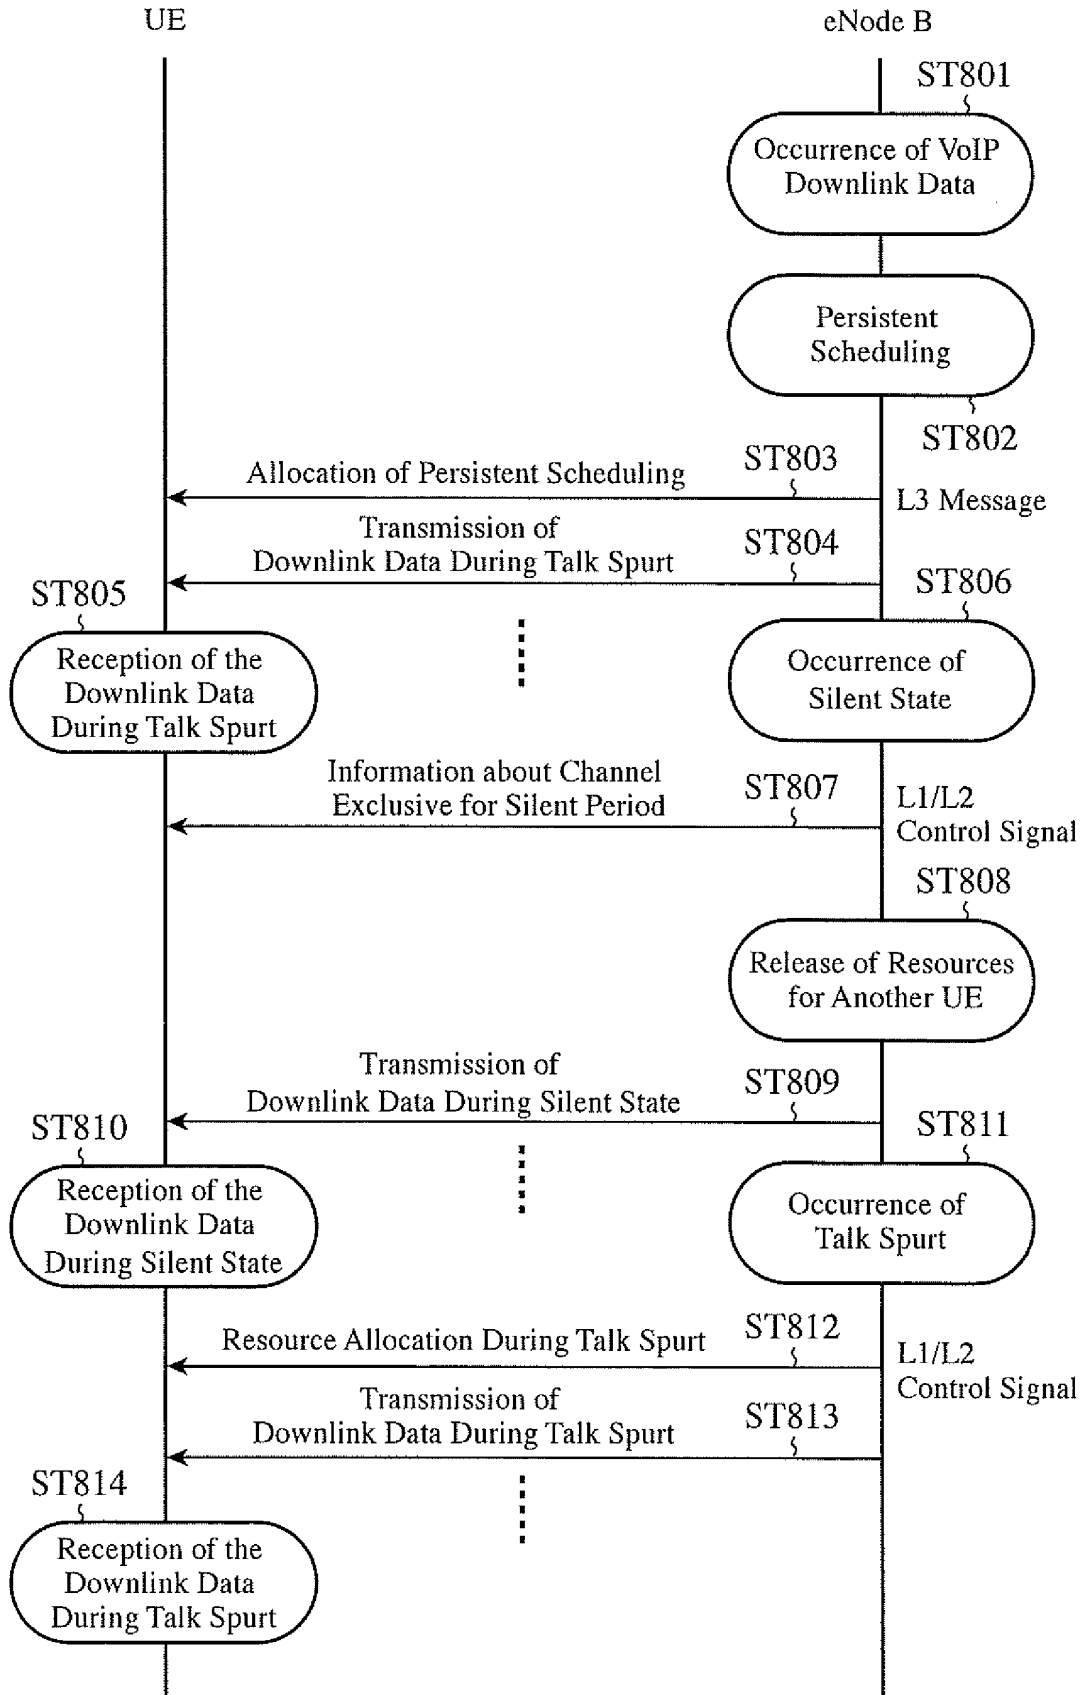 UE
eNode B
ST801
Occurrence of VoIP
Downlink Data
Persistent
Scheduling
ST802
ST803
Allocation of Persistent Scheduling
L3 Message
Transmission of
Downlink Data During Talk Spurt
ST804
ST805
Reception of the
Downlink Data
During Talk Spurt
ST806
Occurrence of
Silent State
Information about Channel
Exclusive for Silent Period
ST807
L1/L2
Control Signal
ST808
Release of Resources
for Another UE
Transmission of
Downlink Data During Silent State
ST809
ST810
Reception of the
Downlink Data
During Silent State
ST811
Occurrence of
Talk Spurt
Resource Allocation During Talk Spurt
ST812
L1/L2
Control Signal
Transmission of
Downlink Data During Talk Spurt
ST813
ST814
Reception of the
Downlink Data
During Talk Spurt